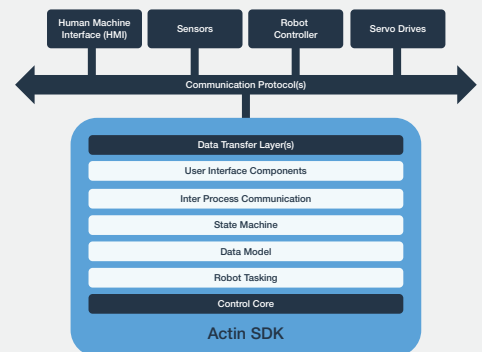 Human Machine
Interface (HMI)
Sensors
Robot
Controller
Servo Drives
Communication Protocol(s)
Data Transfer Layer(s)
User Interface Components
Inter Process Communication
State Machine
Data Model
Robot Tasking
Control Core
Actin SDK